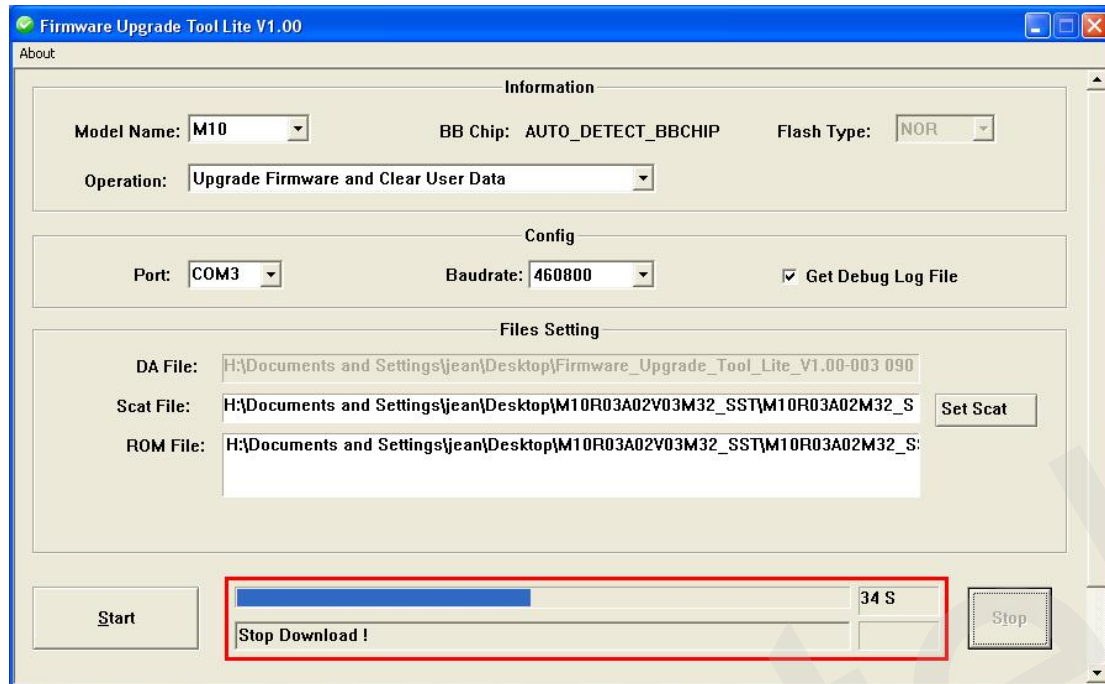 Firmware Upgrade Tool Lite V1.00
About
Information
Model Name: M10 BB Chip: AUTO_DETECT_BBCHIP Flash Type: NOR
Operation: Upgrade Firmware and Clear User Data
Config
Port: COM3 Baudrate: 460800 Get Debug Log File
Files Setting
DA File: H:\Documents and Settings\jean\Desktop\Firmware_Upgrade_Tool_Lite_V1.00-003 090
Scat File: H:\Documents and Settings\jean\Desktop\M10R03A02V03M32_SST\M10R03A02M32_S Set Scat
ROM File: H:\Documents and Settings\jean\Desktop\M10R03A02V03M32_SST\M10R03A02M32_S
Start 34 S Stop
Stop Download !